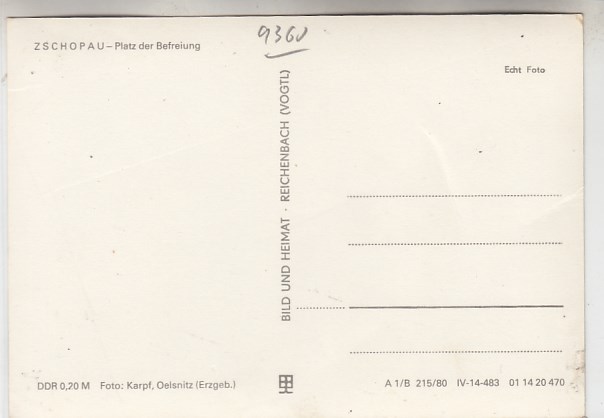 9360
ZSCHOPAU – Platz der Befreiung
Echt Foto
BILD UND HEIMAT · REICHENBACH (VOGTL)
DDR 0,20 M Foto: Karpf, Oelsnitz (Erzgeb.)
A 1/B 215/80 IV-14-483 01 14 20 470